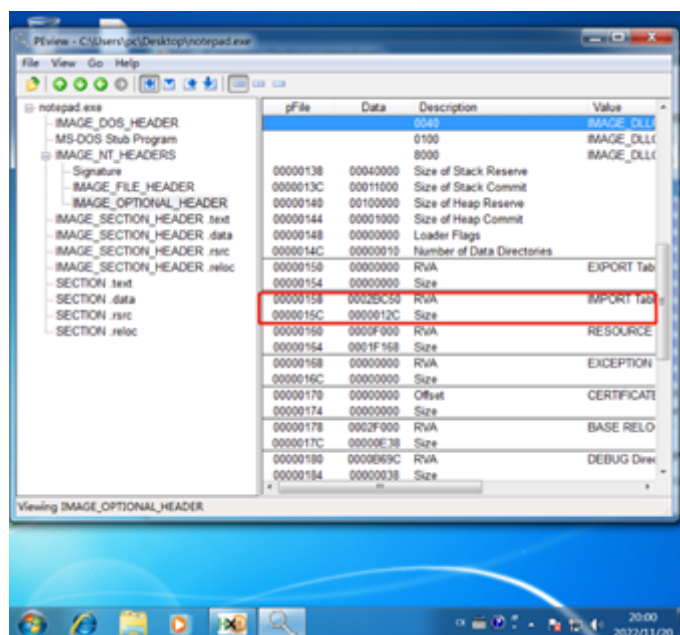 PEview - C:\Users\pc\Desktop\notepad.exe
File View Go Help
notepad.exe
IMAGE_DOS_HEADER
MS-DOS Stub Program
IMAGE_NT_HEADERS
Signature
IMAGE_FILE_HEADER
IMAGE_OPTIONAL_HEADER
IMAGE_SECTION_HEADER .text
IMAGE_SECTION_HEADER .data
IMAGE_SECTION_HEADER .rsrc
IMAGE_SECTION_HEADER .reloc
SECTION .text
SECTION .data
SECTION .rsrc
SECTION .reloc
pFile Data Description Value
0040 IMAGE_DLLC
0100 IMAGE_DLLC
8000 IMAGE_DLLC
00000138 00040000 Size of Stack Reserve
0000013C 00011000 Size of Stack Commit
00000140 00100000 Size of Heap Reserve
00000144 00001000 Size of Heap Commit
00000148 00000000 Loader Flags
0000014C 00000010 Number of Data Directories
00000150 00000000 RVA EXPORT Tab
00000154 00000000 Size
00000158 0002BC50 RVA IMPORT Tab
0000015C 0000012C Size
00000160 0000F000 RVA RESOURCE
00000164 0001F168 Size
00000168 00000000 RVA EXCEPTION
0000016C 00000000 Size
00000170 00000000 Offset CERTIFICATE
00000174 00000000 Size
00000178 0002F000 RVA BASE RELO
0000017C 00000E38 Size
00000180 0000B69C RVA DEBUG Direc
00000184 00000038 Size
Viewing IMAGE_OPTIONAL_HEADER
20:00
2022/11/20